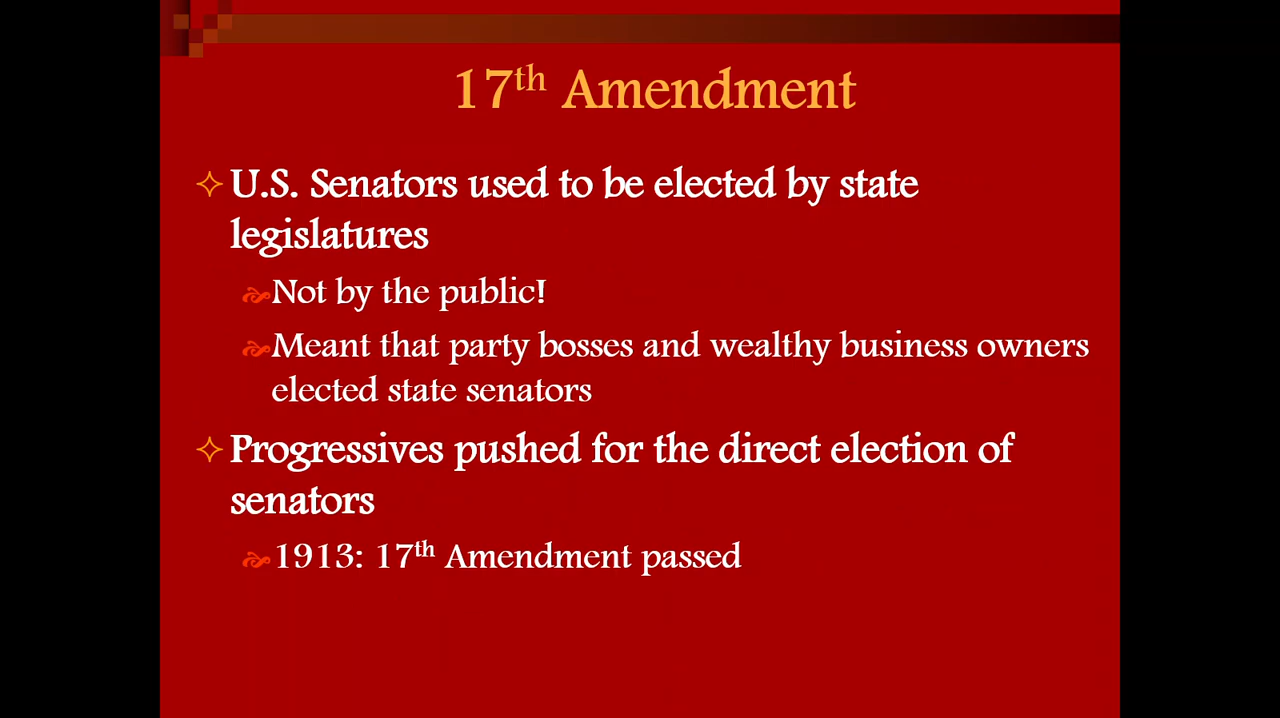 17th Amendment
U.S. Senators used to be elected by state
legislatures
Not by the public!
Meant that party bosses and wealthy business owners
elected state senators
Progressives pushed for the direct election of
senators
1913: 17th Amendment passed